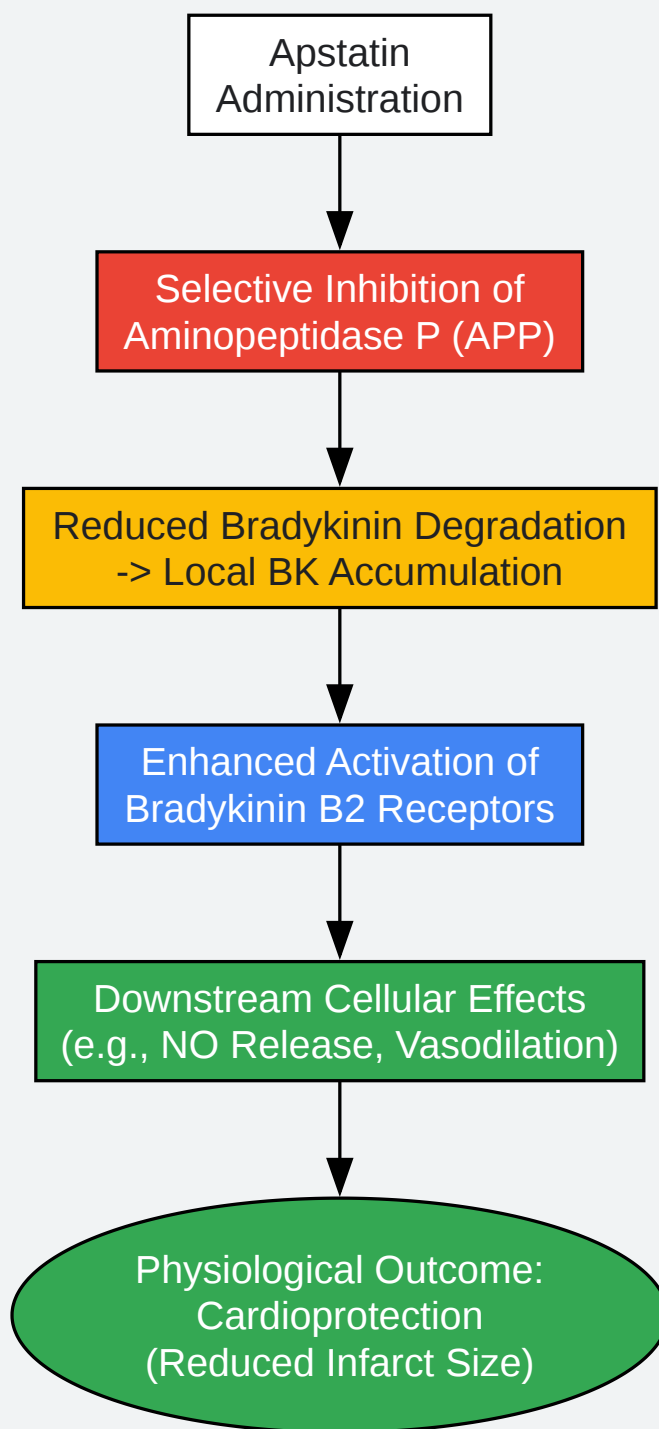 Apstatin
Administration
Selective Inhibition of
Aminopeptidase P (APP)
Reduced Bradykinin Degradation
-> Local BK Accumulation
Enhanced Activation of
Bradykinin B2 Receptors
Downstream Cellular Effects
(e.g., NO Release, Vasodilation)
Physiological Outcome:
Cardioprotection
(Reduced Infarct Size)